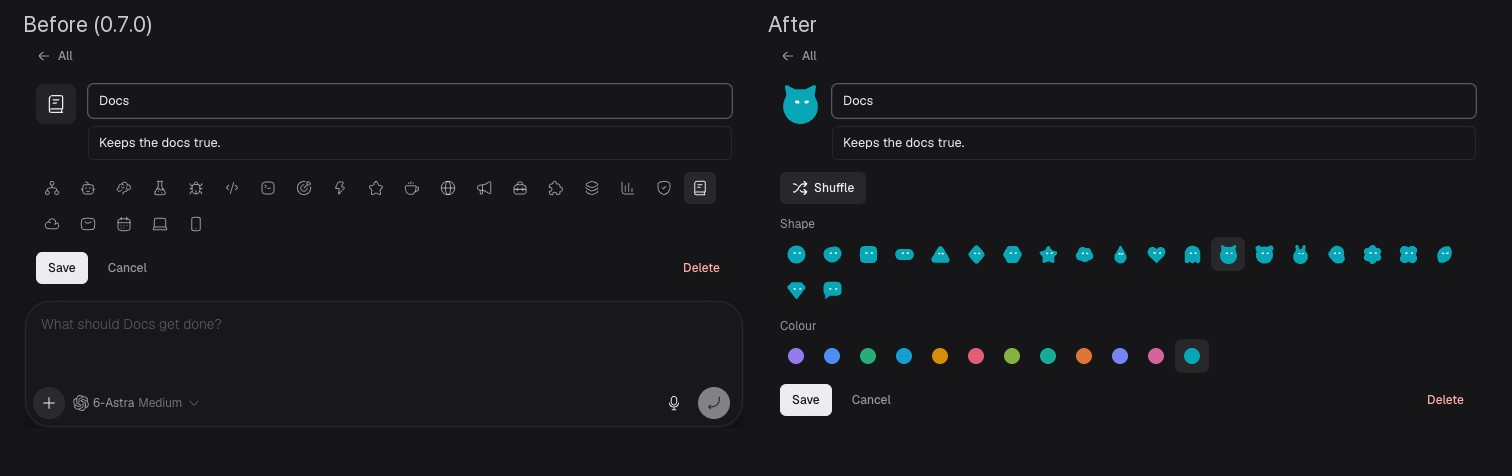 Before (0.7.0)
← All
Docs
Keeps the docs true.
Save
Cancel
Delete
What should Docs get done?
6-Astra Medium
After
← All
Docs
Keeps the docs true.
Shuffle
Shape
Colour
Save
Cancel
Delete